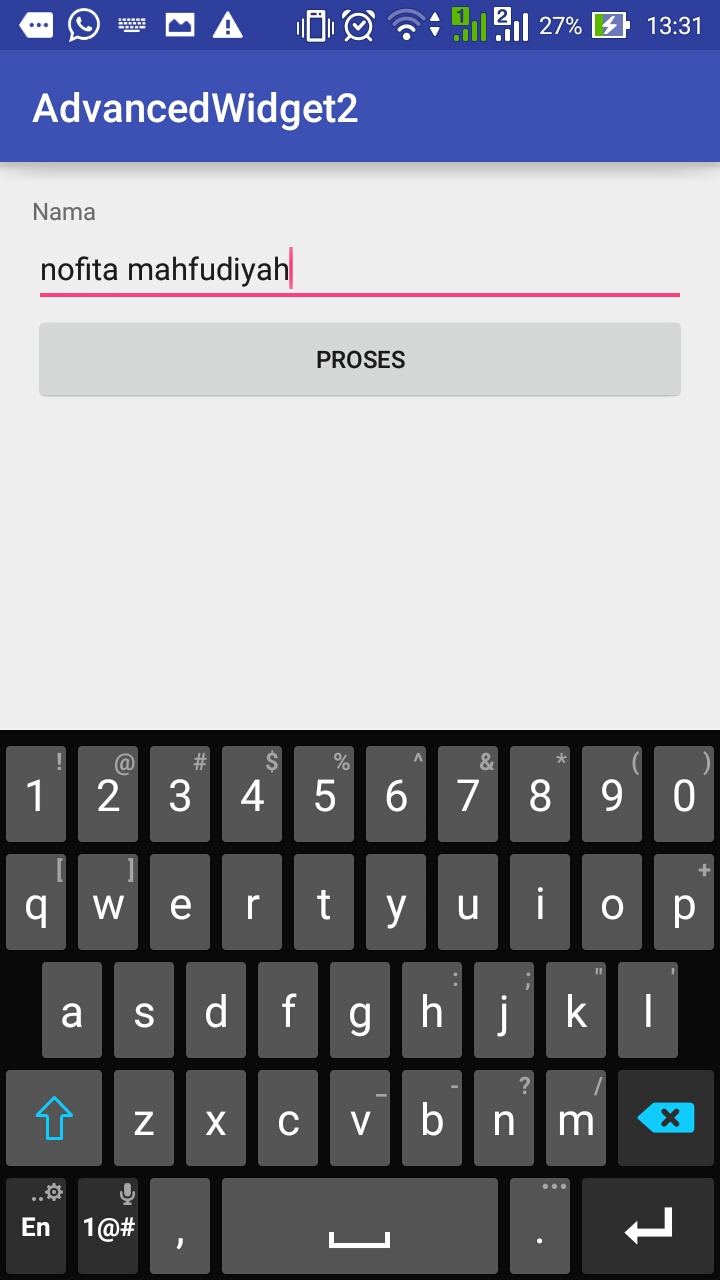 1 2 27% 13:31
AdvancedWidget2
Nama
nofita mahfudiyah
PROSES
! @ # $ % ^ & * ( )
1 2 3 4 5 6 7 8 9 0
[ ] +
q w e r t y u i o p
: ; " '
a s d f g h j k l
_ - ? /
z x c v b n m
En 1@# , .